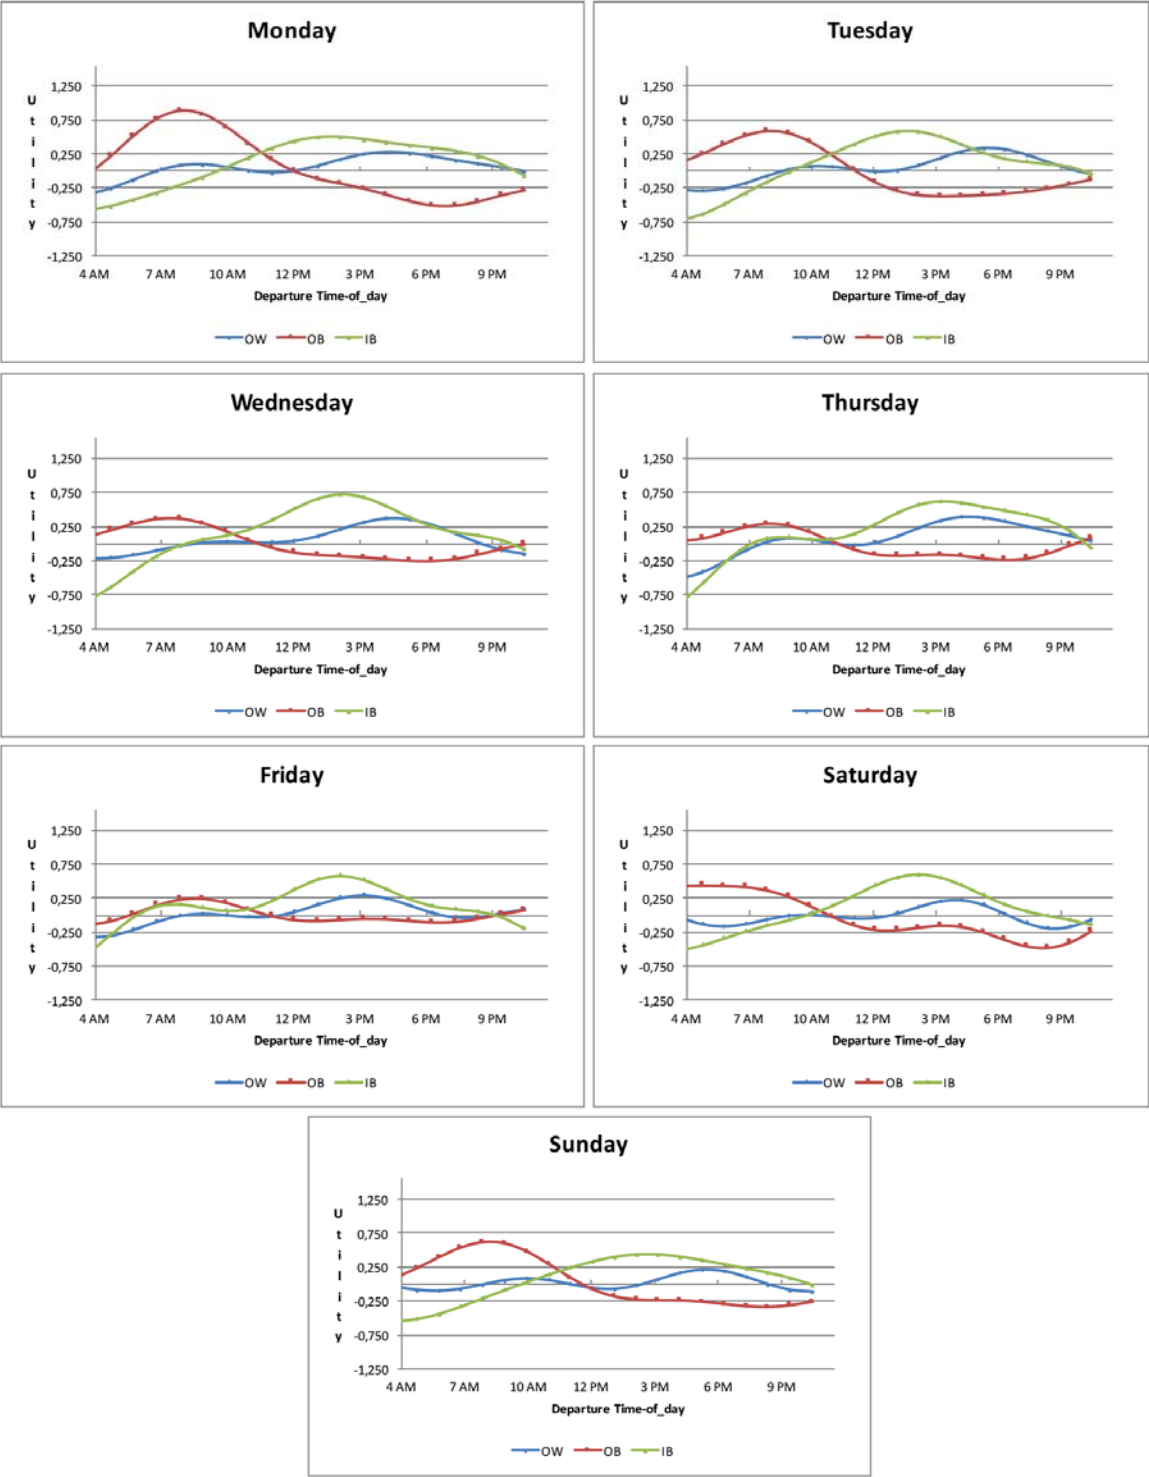 Monday
Utility
1,250
0,750
0,250
-0,250
-0,750
-1,250
4 AM 7 AM 10 AM 12 PM 3 PM 6 PM 9 PM
Departure Time-of_day
OW OB IB
Tuesday
Utility
1,250
0,750
0,250
-0,250
-0,750
-1,250
4 AM 7 AM 10 AM 12 PM 3 PM 6 PM 9 PM
Departure Time-of_day
OW OB IB
Wednesday
Utility
1,250
0,750
0,250
-0,250
-0,750
-1,250
4 AM 7 AM 10 AM 12 PM 3 PM 6 PM 9 PM
Departure Time-of_day
OW OB IB
Thursday
Utility
1,250
0,750
0,250
-0,250
-0,750
-1,250
4 AM 7 AM 10 AM 12 PM 3 PM 6 PM 9 PM
Departure Time-of_day
OW OB IB
Friday
Utility
1,250
0,750
0,250
-0,250
-0,750
-1,250
4 AM 7 AM 10 AM 12 PM 3 PM 6 PM 9 PM
Departure Time-of_day
OW OB IB
Saturday
Utility
1,250
0,750
0,250
-0,250
-0,750
-1,250
4 AM 7 AM 10 AM 12 PM 3 PM 6 PM 9 PM
Departure Time-of_day
OW OB IB
Sunday
Utility
1,250
0,750
0,250
-0,250
-0,750
-1,250
4 AM 7 AM 10 AM 12 PM 3 PM 6 PM 9 PM
Departure Time-of_day
OW OB IB